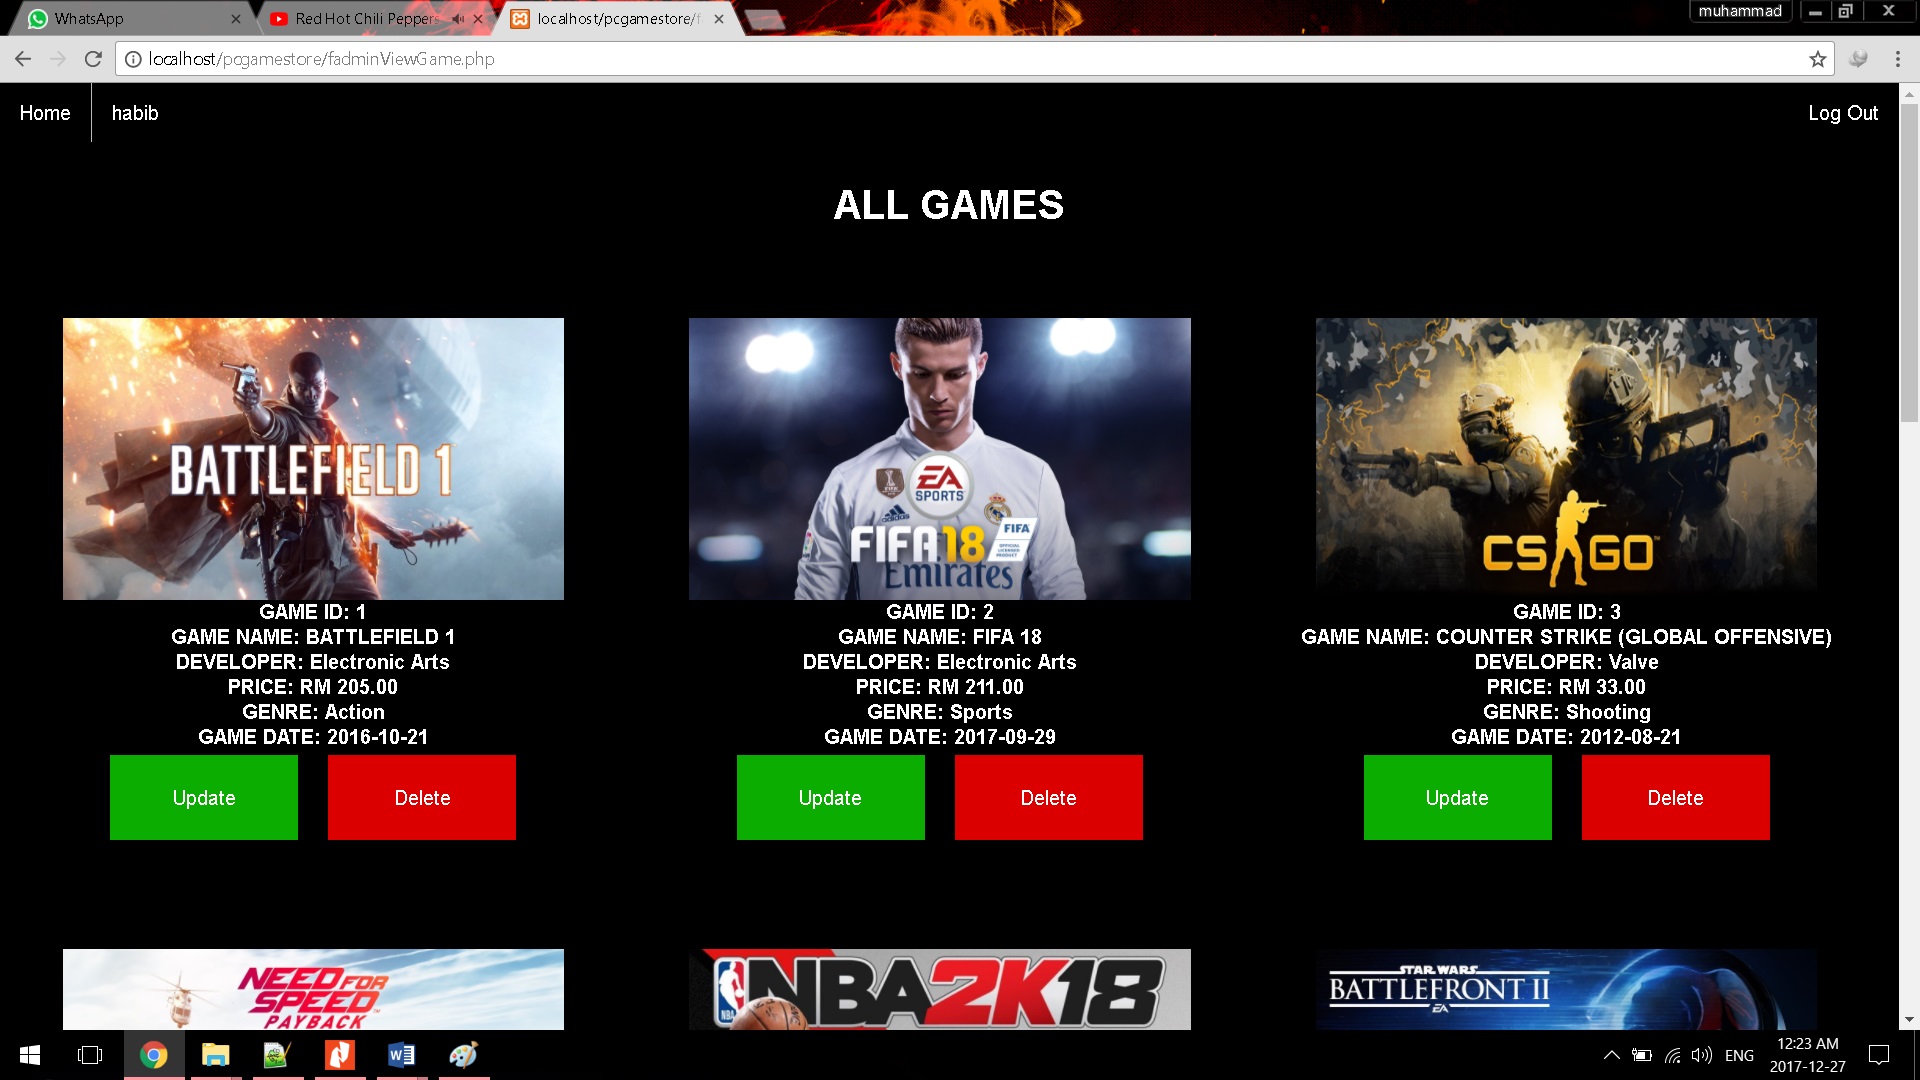 WhatsApp
Red Hot Chili Peppers
localhost/pcgamestore/f
muhammad
localhost/pcgamestore/fadminViewGame.php
Home
habib
Log Out
ALL GAMES
BATTLEFIELD 1
EA
SPORTS
adidas
FIFA 18
FIFA
OFFICIAL
LICENSED
PRODUCT
Emirates
CS GO
GAME ID: 1
GAME NAME: BATTLEFIELD 1
DEVELOPER: Electronic Arts
PRICE: RM 205.00
GENRE: Action
GAME DATE: 2016-10-21
Update
Delete
GAME ID: 2
GAME NAME: FIFA 18
DEVELOPER: Electronic Arts
PRICE: RM 211.00
GENRE: Sports
GAME DATE: 2017-09-29
Update
Delete
GAME ID: 3
GAME NAME: COUNTER STRIKE (GLOBAL OFFENSIVE)
DEVELOPER: Valve
PRICE: RM 33.00
GENRE: Shooting
GAME DATE: 2012-08-21
Update
Delete
NEED FOR
SPEED
PAYBACK
NBA
NBA 2K18
STAR WARS
BATTLEFRONT II
EA
ENG
12:23 AM
2017-12-27